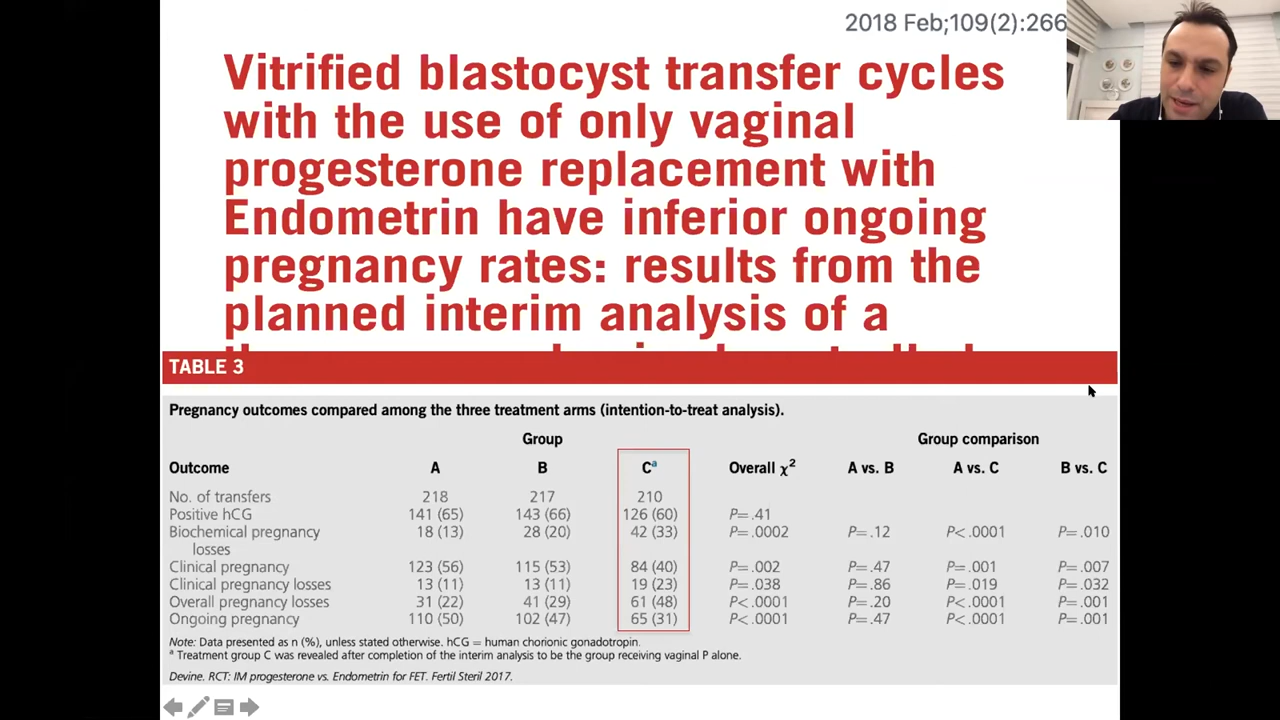 2018 Feb;109(2):266
Vitrified blastocyst transfer cycles
with the use of only vaginal
progesterone replacement with
Endometrin have inferior ongoing
pregnancy rates: results from the
planned interim analysis of a
TABLE 3
Pregnancy outcomes compared among the three treatment arms (intention-to-treat analysis).
Group Group comparison
Outcome A B Cᵃ Overall χ² A vs. B A vs. C B vs. C
No. of transfers 218 217 210
Positive hCG 141 (65) 143 (66) 126 (60) P=.41
Biochemical pregnancy 18 (13) 28 (20) 42 (33) P=.0002 P=.12 P<.0001 P=.010
losses
Clinical pregnancy 123 (56) 115 (53) 84 (40) P=.002 P=.47 P=.001 P=.007
Clinical pregnancy losses 13 (11) 13 (11) 19 (23) P=.038 P=.86 P=.019 P=.032
Overall pregnancy losses 31 (22) 41 (29) 61 (48) P<.0001 P=.20 P<.0001 P=.001
Ongoing pregnancy 110 (50) 102 (47) 65 (31) P<.0001 P=.47 P<.0001 P=.001
Note: Data presented as n (%), unless stated otherwise. hCG = human chorionic gonadotropin.
ᵃ Treatment group C was revealed after completion of the interim analysis to be the group receiving vaginal P alone.
Devine. RCT: IM progesterone vs. Endometrin for FET. Fertil Steril 2017.